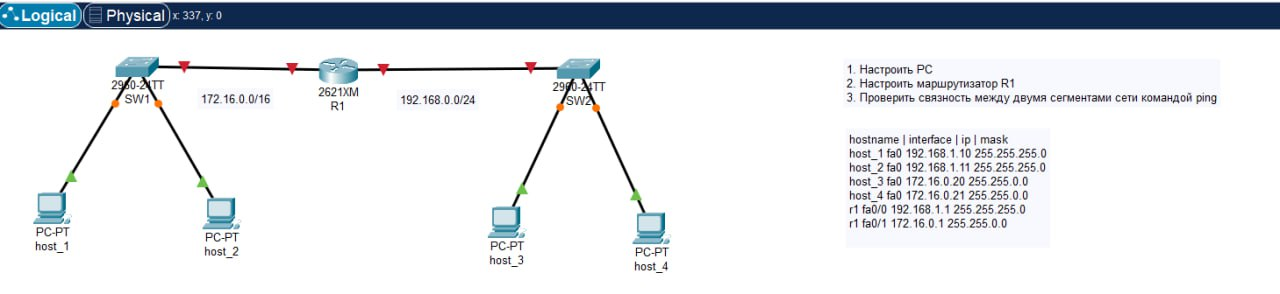 Logical
Physical
x: 337, y: 0
2950-24TT
SW1
172.16.0.0/16
2621XM
R1
192.168.0.0/24
2960-24TT
SW2
1. Настроить PC
2. Настроить маршрутизатор R1
3. Проверить связность между двумя сегментами сети командой ping
hostname | interface | ip | mask
host_1 fa0 192.168.1.10 255.255.255.0
host_2 fa0 192.168.1.11 255.255.255.0
host_3 fa0 172.16.0.20 255.255.0.0
host_4 fa0 172.16.0.21 255.255.0.0
r1 fa0/0 192.168.1.1 255.255.255.0
r1 fa0/1 172.16.0.1 255.255.0.0
PC-PT
host_1
PC-PT
host_2
PC-PT
host_3
PC-PT
host_4